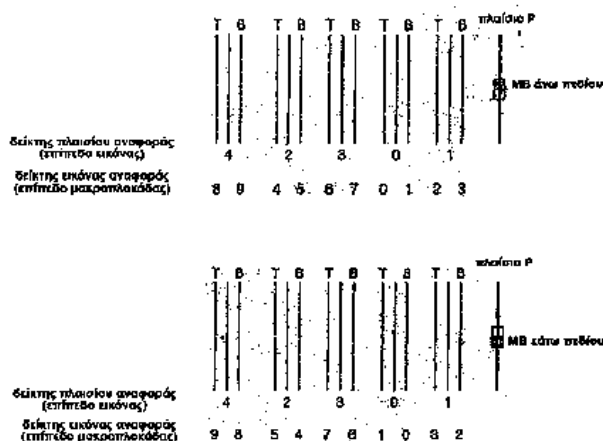 πλαίσιο P
T B T B T B T B T B
MB άνω πεδίου
δείκτης πλαισίου αναφοράς
(επίπεδο εικόνας)
4 2 3 0 1
δείκτης εικόνας αναφοράς
(επίπεδο μακροπλοκάδας)
8 9 4 5 6 7 0 1 2 3
πλαίσιο P
T B T B T B T B T B
MB κάτω πεδίου
δείκτης πλαισίου αναφοράς
(επίπεδο εικόνας)
4 2 3 0 1
δείκτης εικόνας αναφοράς
(επίπεδο μακροπλοκάδας)
9 8 5 4 7 6 1 0 3 2